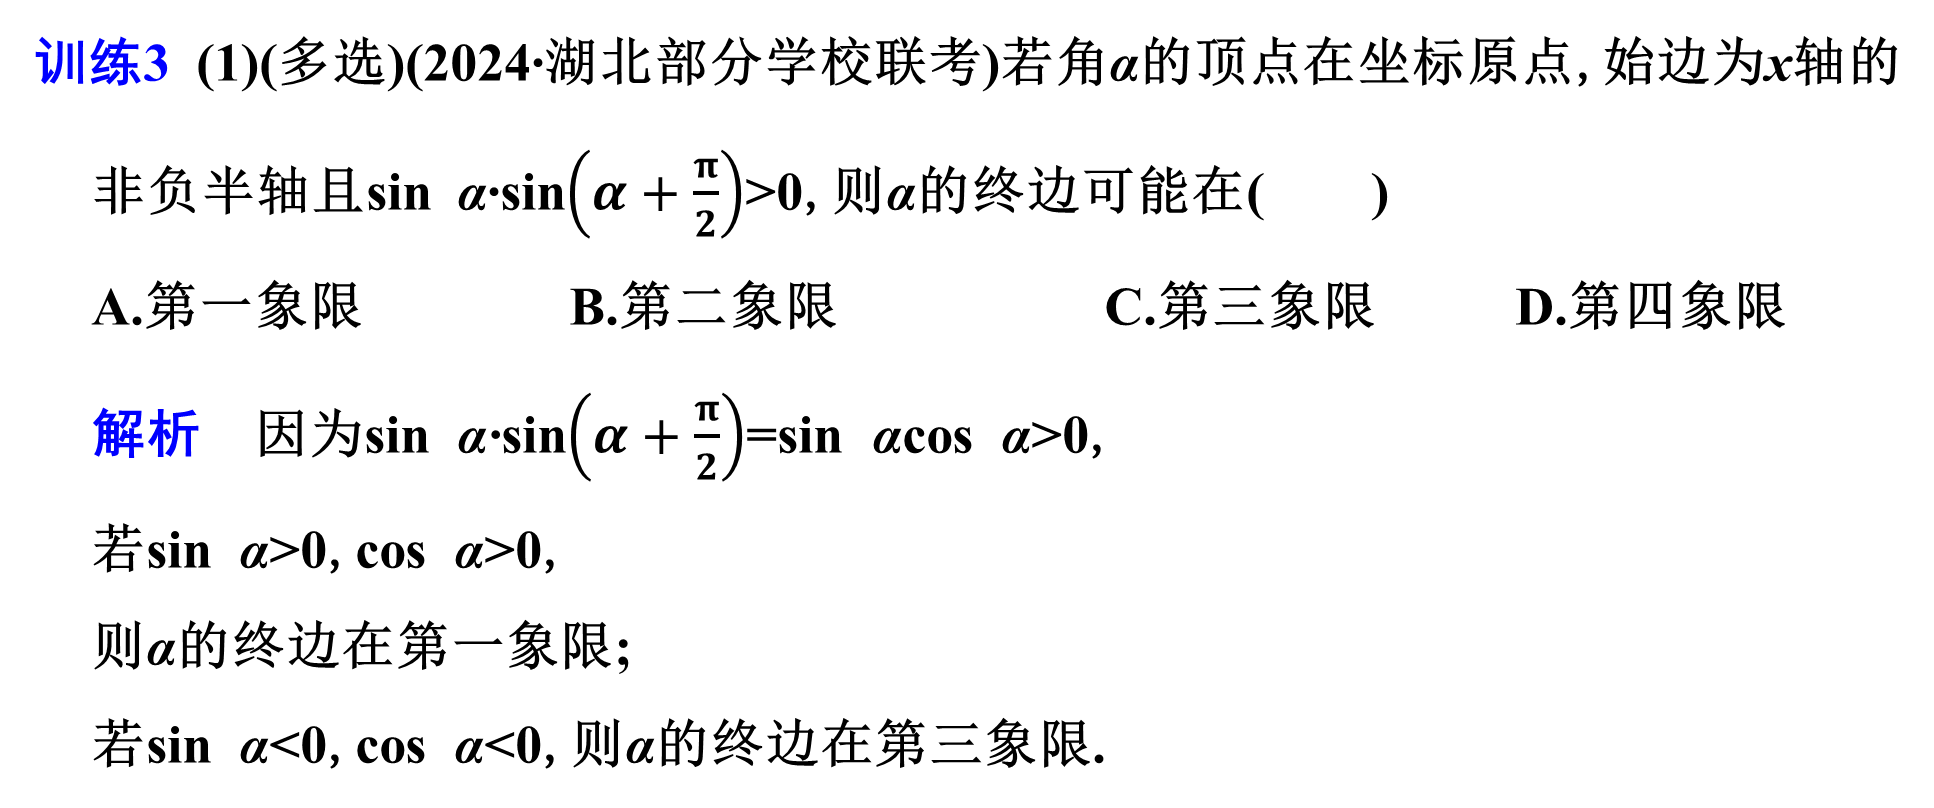 训练3 (1)(多选)(2024·湖北部分学校联考)若角α的顶点在坐标原点,始边为x轴的
非负半轴且sin α·sin(α + π/2)>0,则α的终边可能在(  )
A.第一象限 B.第二象限 C.第三象限 D.第四象限
解析 因为sin α·sin(α + π/2)=sin αcos α>0,
若sin α>0,cos α>0,
则α的终边在第一象限;
若sin α<0,cos α<0,则α的终边在第三象限.